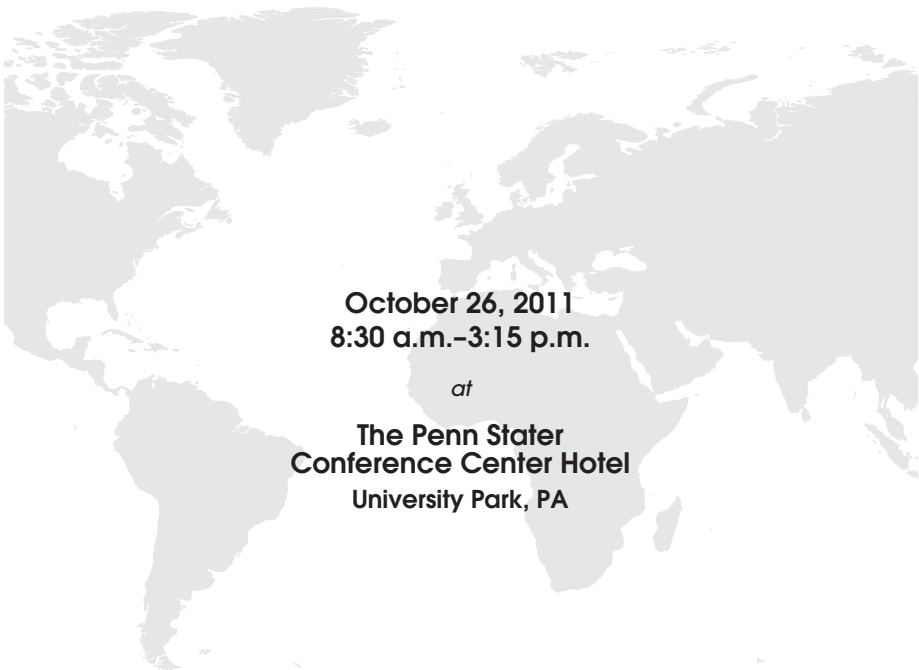 October 26, 2011
8:30 a.m.–3:15 p.m.
at
The Penn Stater
Conference Center Hotel
University Park, PA